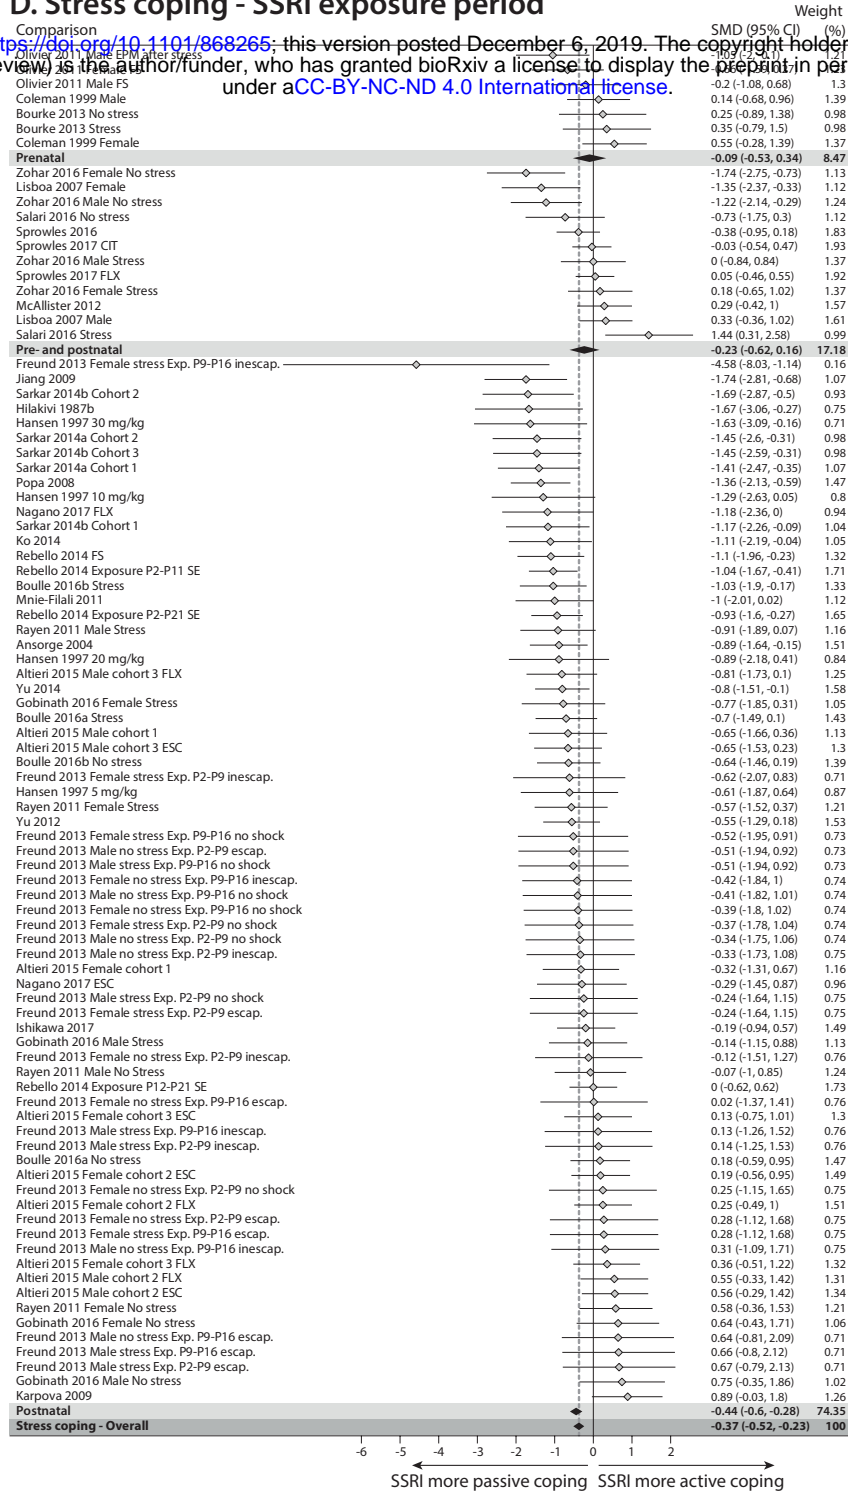 D. Stress coping - SSRI exposure period
Weight
Comparison SMD (95% CI) (%)
tps://doi.org/10.1101/868265; this version posted December 6, 2019. The copyright holder
Olivier 2011 Male EPM after stress -1.05 (-2, -0.1) 1.21
eview) is the author/funder, who has granted bioRxiv a license to display the preprint in per
Olivier 2011 Female FS
Olivier 2011 Male FS -0.2 (-1.08, 0.68) 1.3
under aCC-BY-NC-ND 4.0 International license.
Coleman 1999 Male 0.14 (-0.68, 0.96) 1.39
Bourke 2013 No stress 0.25 (-0.89, 1.38) 0.98
Bourke 2013 Stress 0.35 (-0.79, 1.5) 0.98
Coleman 1999 Female 0.55 (-0.28, 1.39) 1.37
Prenatal -0.09 (-0.53, 0.34) 8.47
Zohar 2016 Female No stress -1.74 (-2.75, -0.73) 1.13
Lisboa 2007 Female -1.35 (-2.37, -0.33) 1.12
Zohar 2016 Male No stress -1.22 (-2.14, -0.29) 1.24
Salari 2016 No stress -0.73 (-1.75, 0.3) 1.12
Sprowles 2016 -0.38 (-0.95, 0.18) 1.83
Sprowles 2017 CIT -0.03 (-0.54, 0.47) 1.93
Zohar 2016 Male Stress 0 (-0.84, 0.84) 1.37
Sprowles 2017 FLX 0.05 (-0.46, 0.55) 1.92
Zohar 2016 Female Stress 0.18 (-0.65, 1.02) 1.37
McAllister 2012 0.29 (-0.42, 1) 1.57
Lisboa 2007 Male 0.33 (-0.36, 1.02) 1.61
Salari 2016 Stress 1.44 (0.31, 2.58) 0.99
Pre- and postnatal -0.23 (-0.62, 0.16) 17.18
Freund 2013 Female stress Exp. P9-P16 inescap. -4.58 (-8.03, -1.14) 0.16
Jiang 2009 -1.74 (-2.81, -0.68) 1.07
Sarkar 2014b Cohort 2 -1.69 (-2.87, -0.5) 0.93
Hilakivi 1987b -1.67 (-3.06, -0.27) 0.75
Hansen 1997 30 mg/kg -1.63 (-3.09, -0.16) 0.71
Sarkar 2014a Cohort 2 -1.45 (-2.6, -0.31) 0.98
Sarkar 2014b Cohort 3 -1.45 (-2.59, -0.31) 0.98
Sarkar 2014a Cohort 1 -1.41 (-2.47, -0.35) 1.07
Popa 2008 -1.36 (-2.13, -0.59) 1.47
Hansen 1997 10 mg/kg -1.29 (-2.63, 0.05) 0.8
Nagano 2017 FLX -1.18 (-2.36, 0) 0.94
Sarkar 2014b Cohort 1 -1.17 (-2.26, -0.09) 1.04
Ko 2014 -1.11 (-2.19, -0.04) 1.05
Rebello 2014 FS -1.1 (-1.96, -0.23) 1.32
Rebello 2014 Exposure P2-P11 SE -1.04 (-1.67, -0.41) 1.71
Boulle 2016b Stress -1.03 (-1.9, -0.17) 1.33
Mnie-Filali 2011 -1 (-2.01, 0.02) 1.12
Rebello 2014 Exposure P2-P21 SE -0.93 (-1.6, -0.27) 1.65
Rayen 2011 Male Stress -0.91 (-1.89, 0.07) 1.16
Ansorge 2004 -0.89 (-1.64, -0.15) 1.51
Hansen 1997 20 mg/kg -0.89 (-2.18, 0.41) 0.84
Altieri 2015 Male cohort 3 FLX -0.81 (-1.73, 0.1) 1.25
Yu 2014 -0.8 (-1.51, -0.1) 1.58
Gobinath 2016 Female Stress -0.77 (-1.85, 0.31) 1.05
Boulle 2016a Stress -0.7 (-1.49, 0.1) 1.43
Altieri 2015 Male cohort 1 -0.65 (-1.66, 0.36) 1.13
Altieri 2015 Male cohort 3 ESC -0.65 (-1.53, 0.23) 1.3
Boulle 2016b No stress -0.64 (-1.46, 0.19) 1.39
Freund 2013 Female stress Exp. P2-P9 inescap. -0.62 (-2.07, 0.83) 0.71
Hansen 1997 5 mg/kg -0.61 (-1.87, 0.64) 0.87
Rayen 2011 Female Stress -0.57 (-1.52, 0.37) 1.21
Yu 2012 -0.55 (-1.29, 0.18) 1.53
Freund 2013 Female stress Exp. P9-P16 no shock -0.52 (-1.95, 0.91) 0.73
Freund 2013 Male no stress Exp. P2-P9 escap. -0.51 (-1.94, 0.92) 0.73
Freund 2013 Male stress Exp. P9-P16 no shock -0.51 (-1.94, 0.92) 0.73
Freund 2013 Female no stress Exp. P9-P16 inescap. -0.42 (-1.84, 1) 0.74
Freund 2013 Male no stress Exp. P9-P16 no shock -0.41 (-1.82, 1.01) 0.74
Freund 2013 Female no stress Exp. P9-P16 no shock -0.39 (-1.8, 1.02) 0.74
Freund 2013 Female stress Exp. P2-P9 no shock -0.37 (-1.78, 1.04) 0.74
Freund 2013 Male no stress Exp. P2-P9 no shock -0.34 (-1.75, 1.06) 0.74
Freund 2013 Male no stress Exp. P2-P9 inescap. -0.33 (-1.73, 1.08) 0.75
Altieri 2015 Female cohort 1 -0.32 (-1.31, 0.67) 1.16
Nagano 2017 ESC -0.29 (-1.45, 0.87) 0.96
Freund 2013 Male stress Exp. P2-P9 no shock -0.24 (-1.64, 1.15) 0.75
Freund 2013 Female stress Exp. P2-P9 escap. -0.24 (-1.64, 1.15) 0.75
Ishikawa 2017 -0.19 (-0.94, 0.57) 1.49
Gobinath 2016 Male Stress -0.14 (-1.15, 0.88) 1.13
Freund 2013 Female no stress Exp. P2-P9 inescap. -0.12 (-1.51, 1.27) 0.76
Rayen 2011 Male No Stress -0.07 (-1, 0.85) 1.24
Rebello 2014 Exposure P12-P21 SE 0 (-0.62, 0.62) 1.73
Freund 2013 Female no stress Exp. P9-P16 escap. 0.02 (-1.37, 1.41) 0.76
Altieri 2015 Female cohort 3 ESC 0.13 (-0.75, 1.01) 1.3
Freund 2013 Male stress Exp. P9-P16 inescap. 0.13 (-1.26, 1.52) 0.76
Freund 2013 Male stress Exp. P2-P9 inescap. 0.14 (-1.25, 1.53) 0.76
Boulle 2016a No stress 0.18 (-0.59, 0.95) 1.47
Altieri 2015 Female cohort 2 ESC 0.19 (-0.56, 0.95) 1.49
Freund 2013 Female no stress Exp. P2-P9 no shock 0.25 (-1.15, 1.65) 0.75
Altieri 2015 Female cohort 2 FLX 0.25 (-0.49, 1) 1.51
Freund 2013 Female no stress Exp. P2-P9 escap. 0.28 (-1.12, 1.68) 0.75
Freund 2013 Female stress Exp. P9-P16 escap. 0.28 (-1.12, 1.68) 0.75
Freund 2013 Male no stress Exp. P9-P16 inescap. 0.31 (-1.09, 1.71) 0.75
Altieri 2015 Female cohort 3 FLX 0.36 (-0.51, 1.22) 1.32
Altieri 2015 Male cohort 2 FLX 0.55 (-0.33, 1.42) 1.31
Altieri 2015 Male cohort 2 ESC 0.56 (-0.29, 1.42) 1.34
Rayen 2011 Female No stress 0.58 (-0.36, 1.53) 1.21
Gobinath 2016 Female No stress 0.64 (-0.43, 1.71) 1.06
Freund 2013 Male no stress Exp. P9-P16 escap. 0.64 (-0.81, 2.09) 0.71
Freund 2013 Male stress Exp. P9-P16 escap. 0.66 (-0.8, 2.12) 0.71
Freund 2013 Male stress Exp. P2-P9 escap. 0.67 (-0.79, 2.13) 0.71
Gobinath 2016 Male No stress 0.75 (-0.35, 1.86) 1.02
Karpova 2009 0.89 (-0.03, 1.8) 1.26
Postnatal -0.44 (-0.6, -0.28) 74.35
Stress coping - Overall -0.37 (-0.52, -0.23) 100
-6 -5 -4 -3 -2 -1 0 1 2
SSRI more passive coping SSRI more active coping